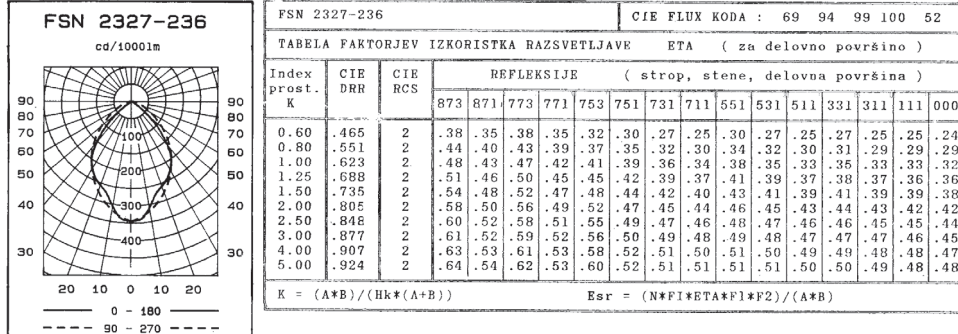 FSN 2327-236
cd/1000lm
90 90
80 80
70 70
60 60
50 50
40 40
30 30
100
200
300
400
20 10 0 10 20
0 - 180
90 - 270
FSN 2327-236 CIE FLUX KODA : 69 94 99 100 52
TABELA FAKTORJEV IZKORISTKA RAZSVETLJAVE ETA ( za delovno površino )
Index prost. K CIE DRR CIE RCS REFLEKSIJE ( strop, stene, delovna površina )
873 871 773 771 753 751 731 711 551 531 511 331 311 111 000
0.60 .465 2 .38 .35 .38 .35 .32 .30 .27 .25 .30 .27 .25 .27 .25 .25 .24
0.80 .551 2 .44 .40 .43 .39 .37 .35 .32 .30 .34 .32 .30 .31 .29 .29 .29
1.00 .623 2 .48 .43 .47 .42 .41 .39 .36 .34 .38 .35 .33 .35 .33 .33 .32
1.25 .688 2 .51 .46 .50 .45 .45 .42 .39 .37 .41 .39 .37 .38 .37 .36 .36
1.50 .735 2 .54 .48 .52 .47 .48 .44 .42 .40 .43 .41 .39 .41 .39 .39 .38
2.00 .805 2 .58 .50 .56 .49 .52 .47 .45 .44 .46 .45 .43 .44 .43 .42 .42
2.50 .848 2 .60 .52 .58 .51 .55 .49 .47 .46 .48 .47 .46 .46 .45 .45 .44
3.00 .877 2 .61 .52 .59 .52 .56 .50 .49 .48 .49 .48 .47 .47 .47 .46 .45
4.00 .907 2 .63 .53 .61 .53 .58 .52 .51 .50 .51 .50 .49 .49 .48 .48 .47
5.00 .924 2 .64 .54 .62 .53 .60 .52 .51 .51 .51 .51 .50 .50 .49 .48 .48
K = (A*B)/(Hk*(A+B)) Esr = (N*FI*ETA*F1*F2)/(A*B)